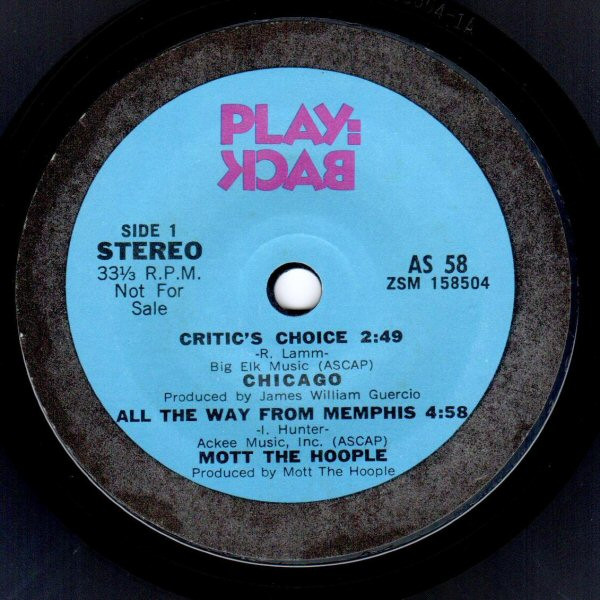 PLAY:
BACK
SIDE 1
STEREO
33⅓ R.P.M.
Not For
Sale
AS 58
ZSM 158504
CRITIC'S CHOICE 2:49
-R. Lamm-
Big Elk Music (ASCAP)
CHICAGO
Produced by James William Guercio
ALL THE WAY FROM MEMPHIS 4:58
-I. Hunter-
Ackee Music, Inc. (ASCAP)
MOTT THE HOOPLE
Produced by Mott The Hoople